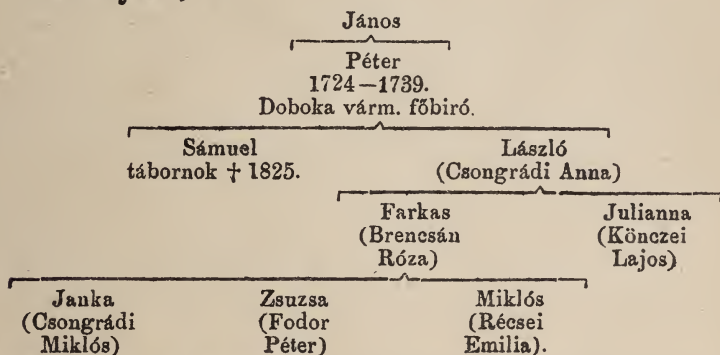 János
Péter
1724—1739.
Doboka várm. főbiró.
Sámuel László
tábornok † 1825. (Csongrádi Anna)
Farkas Julianna
(Brencsán (Könczei
Róza) Lajos)
Janka Zsuzsa Miklós
(Csongrádi (Fodor (Récsei
Miklós) Péter) Emilia).